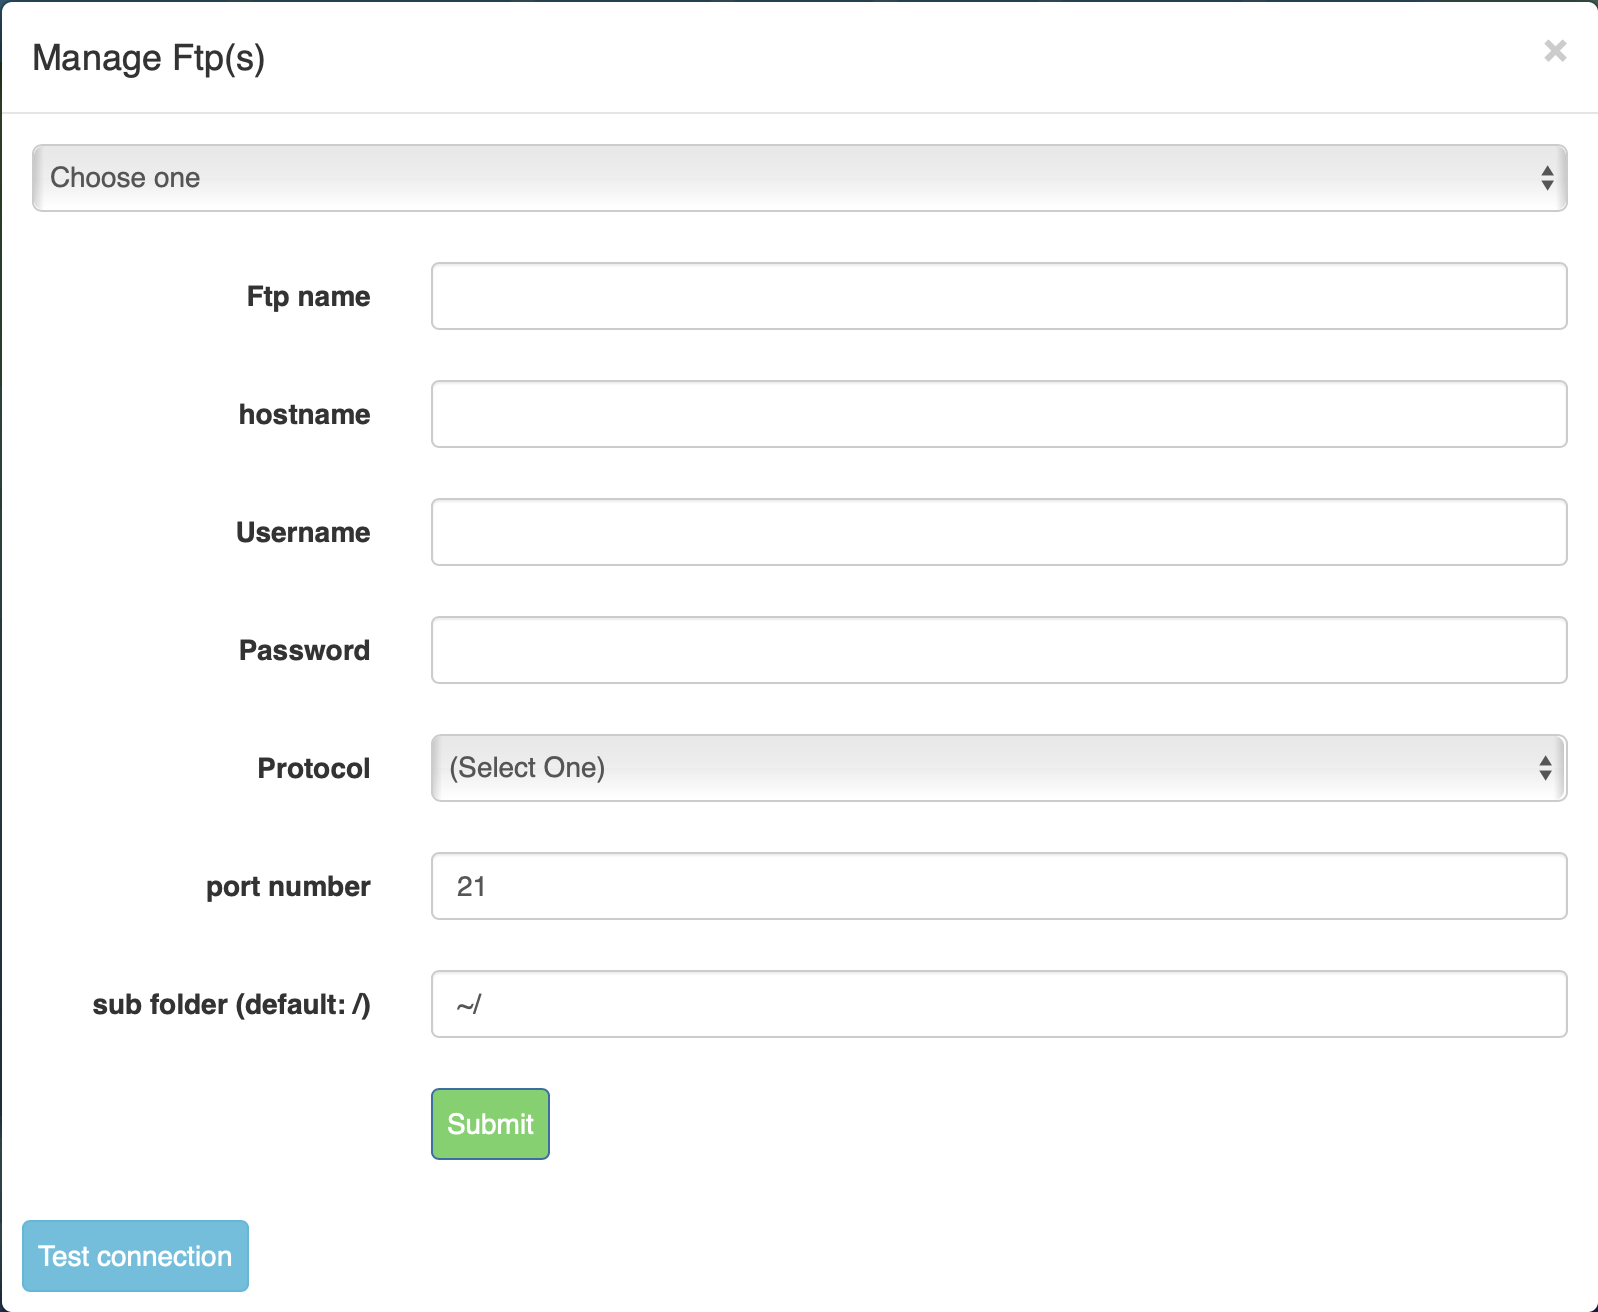 Manage Ftp(s)
×
Choose one
Ftp name
hostname
Username
Password
Protocol (Select One)
port number 21
sub folder (default: /) ~/
Submit
Test connection